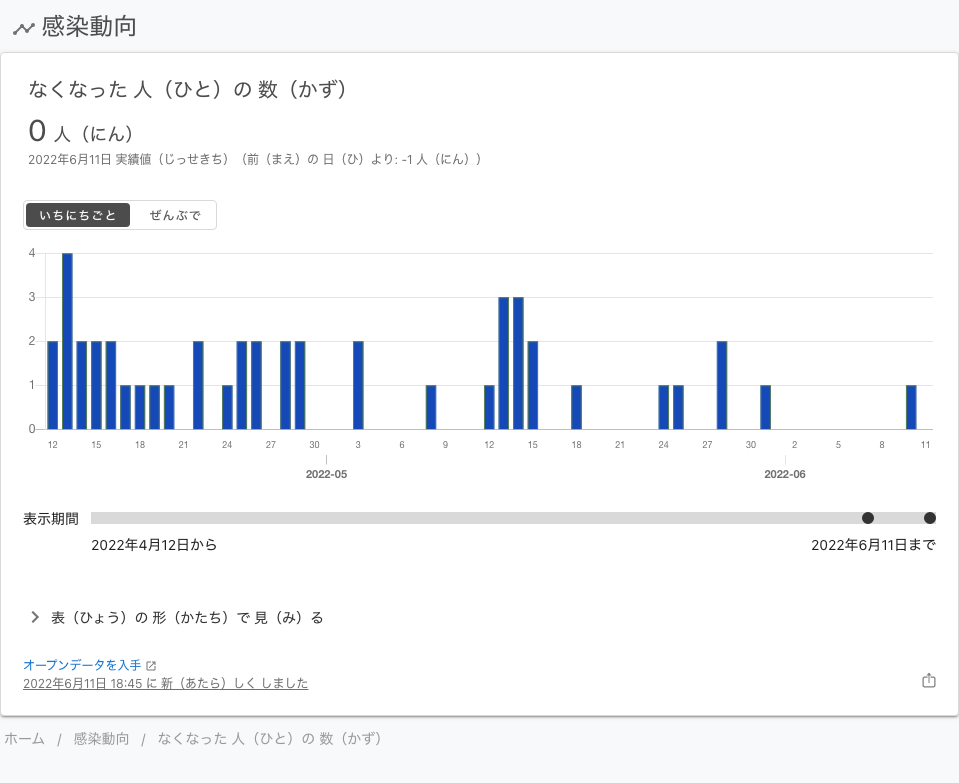 感染動向
なくなった 人（ひと）の 数（かず）
0 人（にん）
2022年6月11日 実績値（じっせきち）（前（まえ）の 日（ひ）より: -1 人（にん））
いちにちごと ぜんぶで
4
3
2
1
0
12 15 18 21 24 27 30 3 6 9 12 15 18 21 24 27 30 2 5 8 11
2022-05 2022-06
表示期間
2022年4月12日から 2022年6月11日まで
表（ひょう）の 形（かたち）で 見（み）る
オープンデータを入手
2022年6月11日 18:45 に 新（あたら）しく しました
ホーム / 感染動向 / なくなった 人（ひと）の 数（かず）